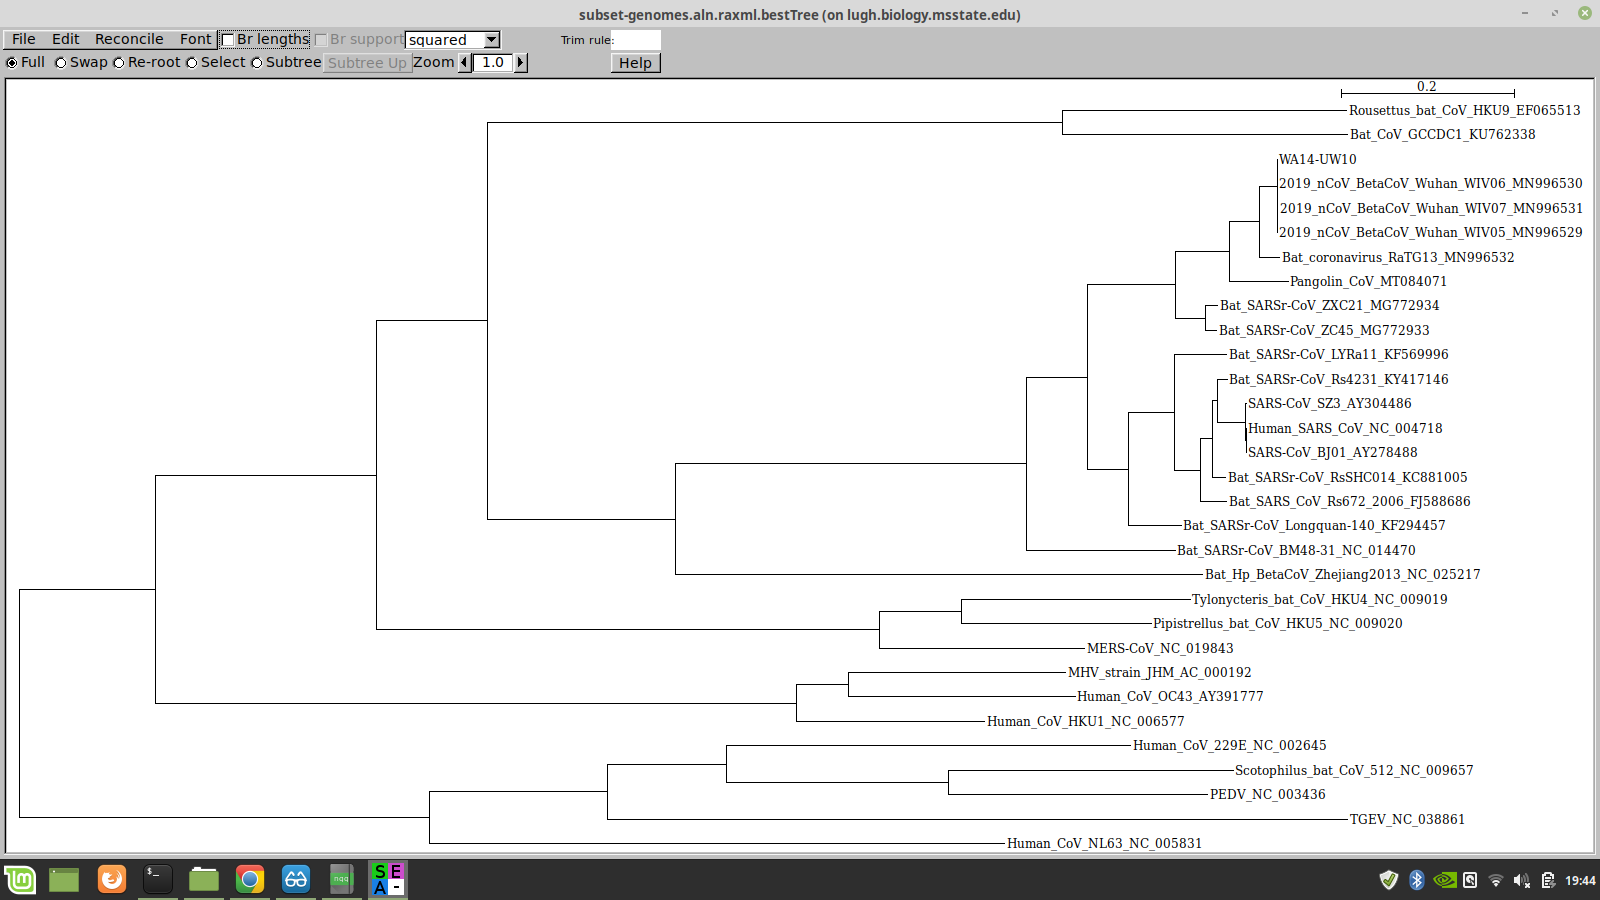 subset-genomes.aln.raxml.bestTree (on lugh.biology.msstate.edu)
File Edit Reconcile Font Br lengths Br support squared Trim rule:
Full Swap Re-root Select Subtree Subtree Up Zoom 1.0 Help
0.2
Rousettus_bat_CoV_HKU9_EF065513
Bat_CoV_GCCDC1_KU762338
WA14-UW10
2019_nCoV_BetaCoV_Wuhan_WIV06_MN996530
2019_nCoV_BetaCoV_Wuhan_WIV07_MN996531
2019_nCoV_BetaCoV_Wuhan_WIV05_MN996529
Bat_coronavirus_RaTG13_MN996532
Pangolin_CoV_MT084071
Bat_SARSr-CoV_ZXC21_MG772934
Bat_SARSr-CoV_ZC45_MG772933
Bat_SARSr-CoV_LYRa11_KF569996
Bat_SARSr-CoV_Rs4231_KY417146
SARS-CoV_SZ3_AY304486
Human_SARS_CoV_NC_004718
SARS-CoV_BJ01_AY278488
Bat_SARSr-CoV_RsSHC014_KC881005
Bat_SARS_CoV_Rs672_2006_FJ588686
Bat_SARSr-CoV_Longquan-140_KF294457
Bat_SARSr-CoV_BM48-31_NC_014470
Bat_Hp_BetaCoV_Zhejiang2013_NC_025217
Tylonycteris_bat_CoV_HKU4_NC_009019
Pipistrellus_bat_CoV_HKU5_NC_009020
MERS-CoV_NC_019843
MHV_strain_JHM_AC_000192
Human_CoV_OC43_AY391777
Human_CoV_HKU1_NC_006577
Human_CoV_229E_NC_002645
Scotophilus_bat_CoV_512_NC_009657
PEDV_NC_003436
TGEV_NC_038861
Human_CoV_NL63_NC_005831
nqq
S E A -
19:44